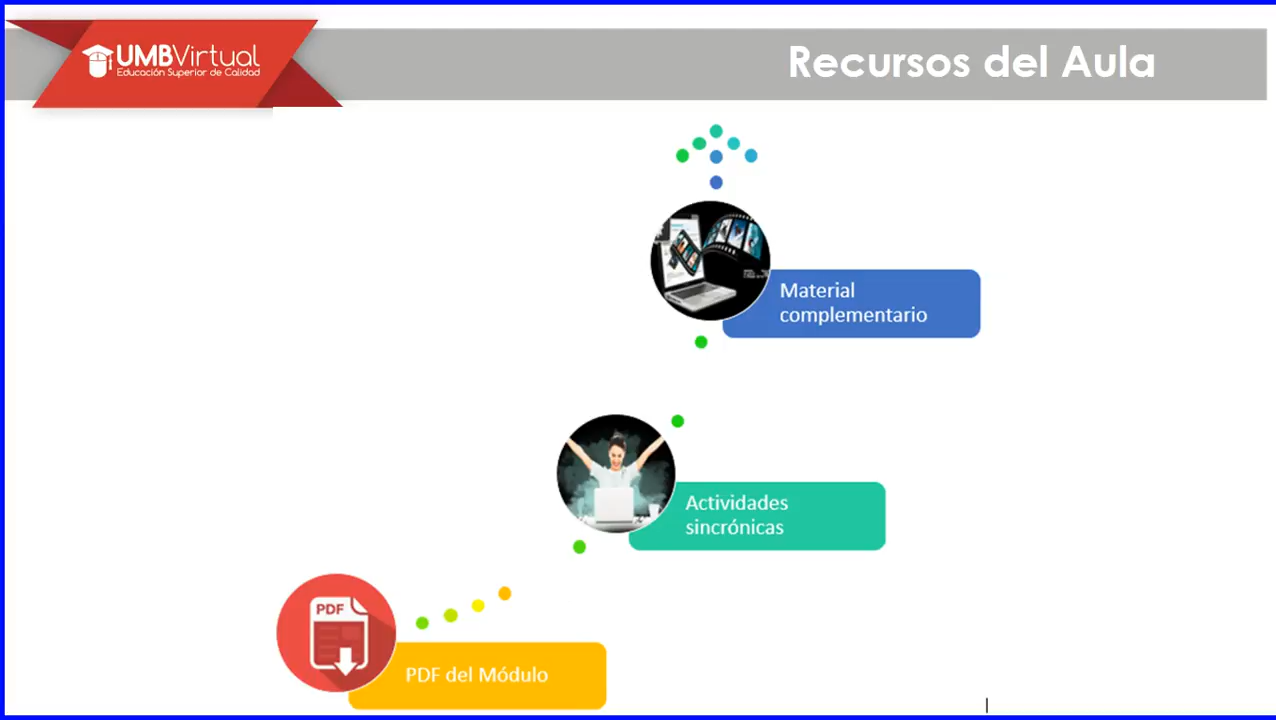 UMBVirtual
Educación Superior de Calidad
Recursos del Aula
Material
complementario
Actividades
sincrónicas
PDF
PDF del Módulo